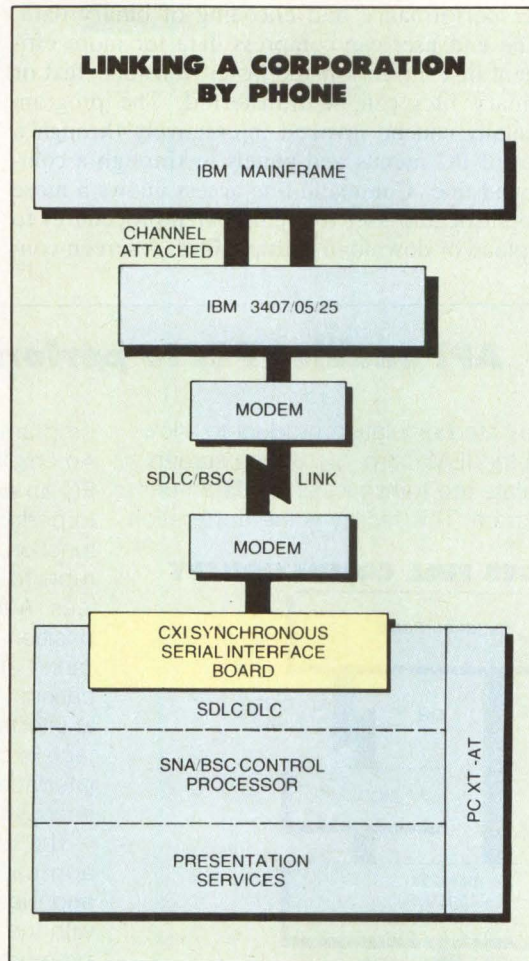 LINKING A CORPORATION
BY PHONE
IBM MAINFRAME
CHANNEL
ATTACHED
IBM 3407/05/25
MODEM
SDLC/BSC LINK
MODEM
CXI SYNCHRONOUS
SERIAL INTERFACE
BOARD
SDLC DLC
SNA/BSC CONTROL
PROCESSOR
PRESENTATION
SERVICES
PC XT -AT